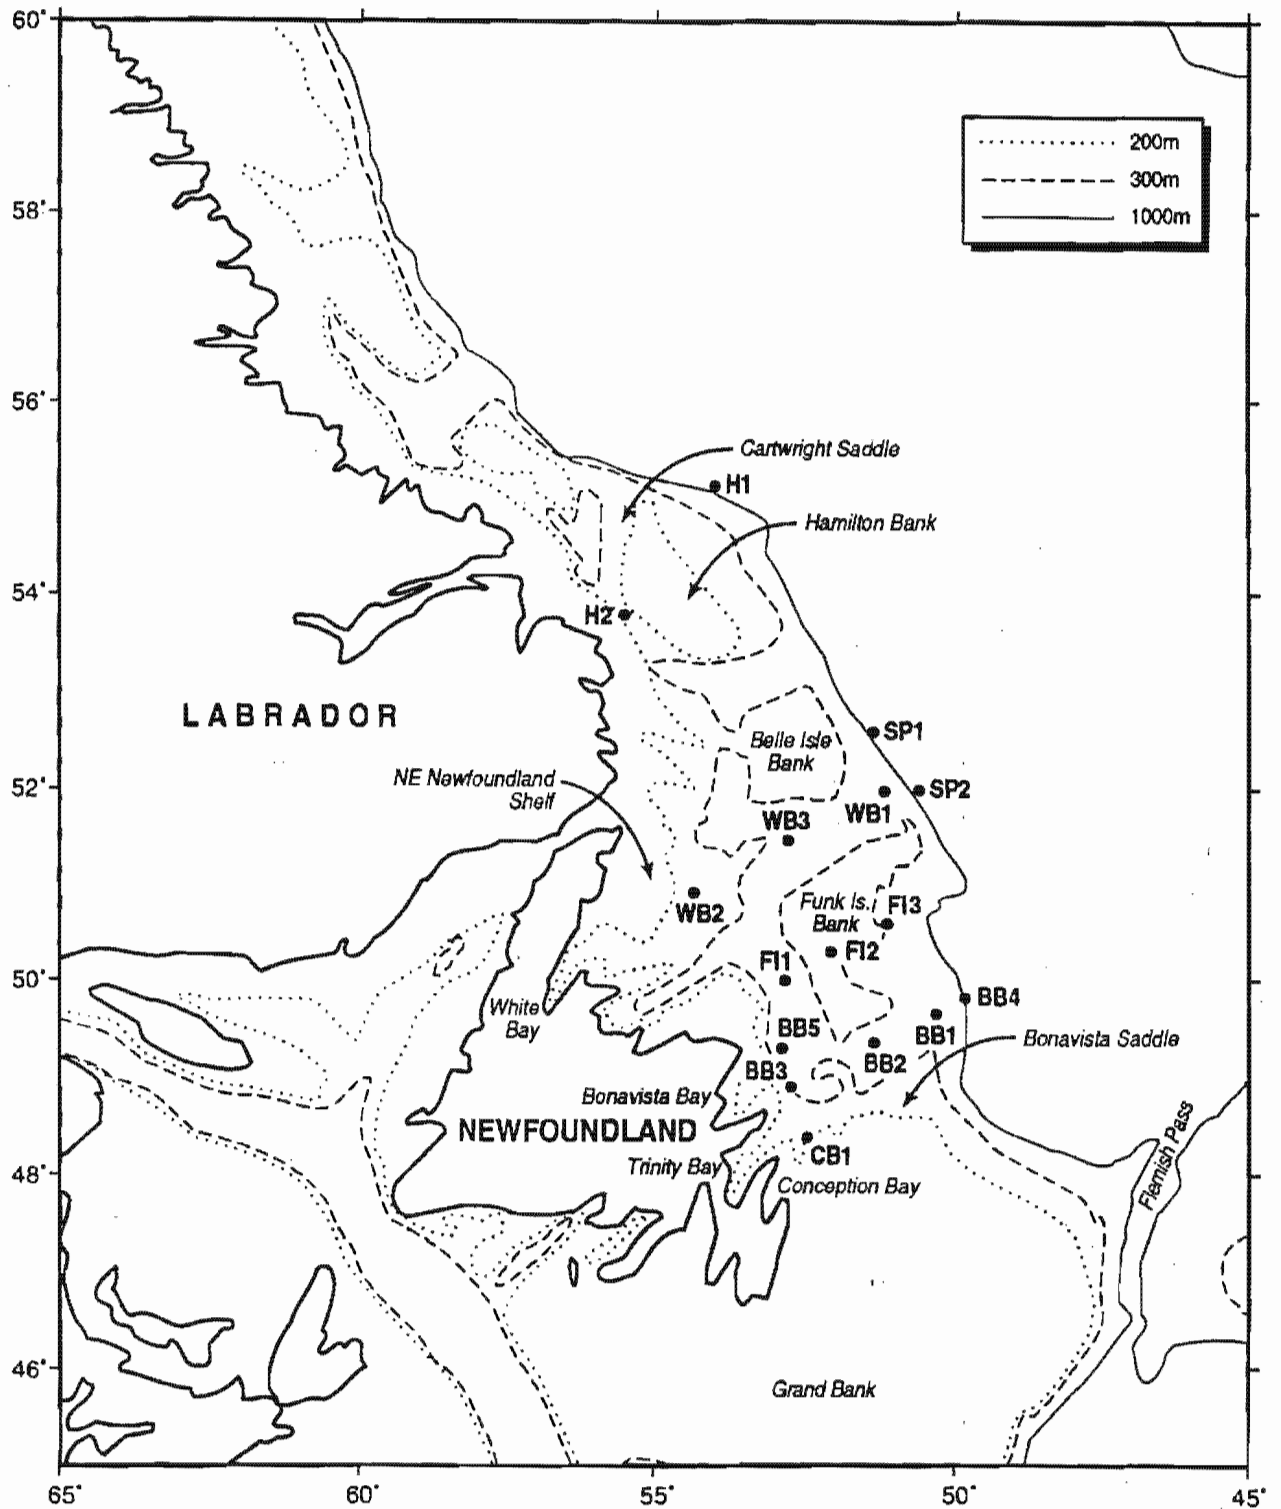 60°
58°
56°
54°
52°
50°
48°
46°
65°
60°
55°
50°
45°
200m
300m
1000m
Cartwright Saddle
H1
Hamilton Bank
H2
LABRADOR
SP1
Belle Isle
Bank
NE Newfoundland
Shelf
SP2
WB1
WB3
WB2
Funk Is.
Bank
FI3
FI2
FI1
White
Bay
BB4
BB5
BB1
Bonavista Saddle
BB2
BB3
Bonavista Bay
NEWFOUNDLAND
CB1
Trinity Bay
Conception Bay
Flemish Pass
Grand Bank